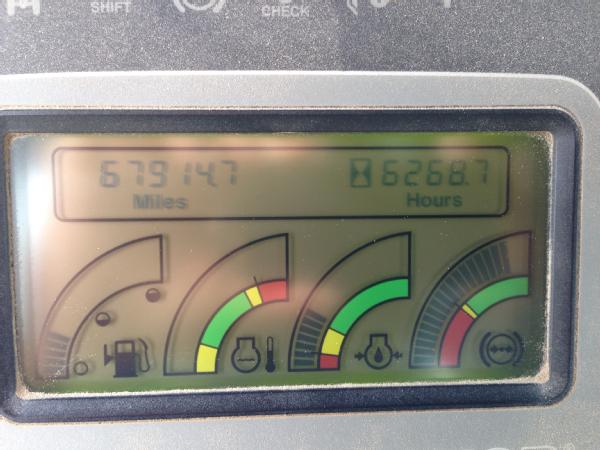 SHIFT
CHECK
67914.7 6268.7
Miles Hours